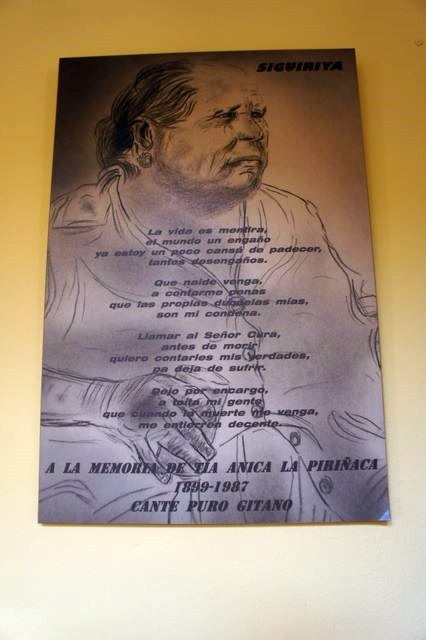 SIGUIRIYA
La vida es mentira,
el mundo un engaño
ya estoy un poco cansá de padecer,
tantos desengaños.
Que naide venga,
a contarme penas
que las propias duquelas mías,
son mi condena.
Llamar al Señor Cura,
antes de morir
quiero contarles mis verdades,
pa deja de sufrir.
Dejo por encargo,
a toita mi gente
que cuando la muerte me venga,
me entierren decente.
A LA MEMORIA DE TIA ANICA LA PIRIÑACA
1899-1987
CANTE PURO GITANO